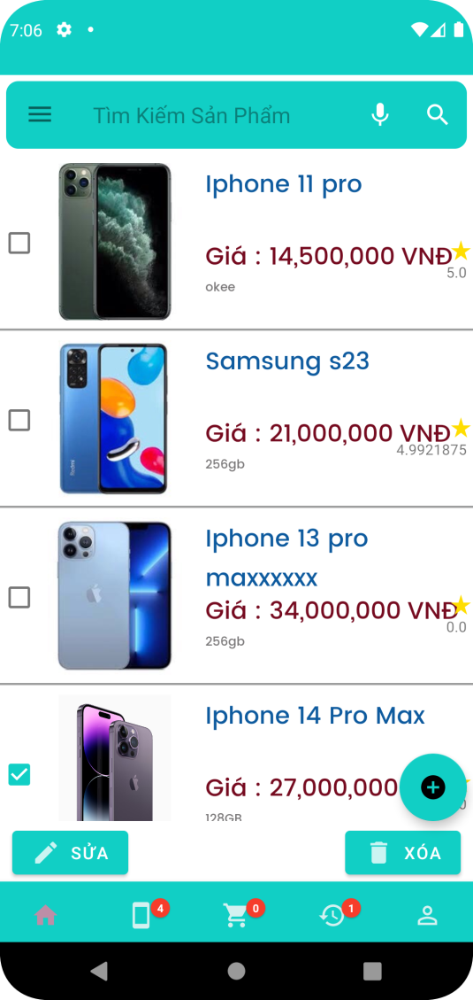 7:06
Tìm Kiếm Sản Phẩm
Iphone 11 pro
Giá : 14,500,000 VNĐ
5.0
okee
Samsung s23
Giá : 21,000,000 VNĐ
4.9921875
256gb
Redmi
Iphone 13 pro
maxxxxxx
Giá : 34,000,000 VNĐ
0.0
256gb
Iphone 14 Pro Max
Giá : 27,000,000
128GB
SỬA
XÓA
4
0
1